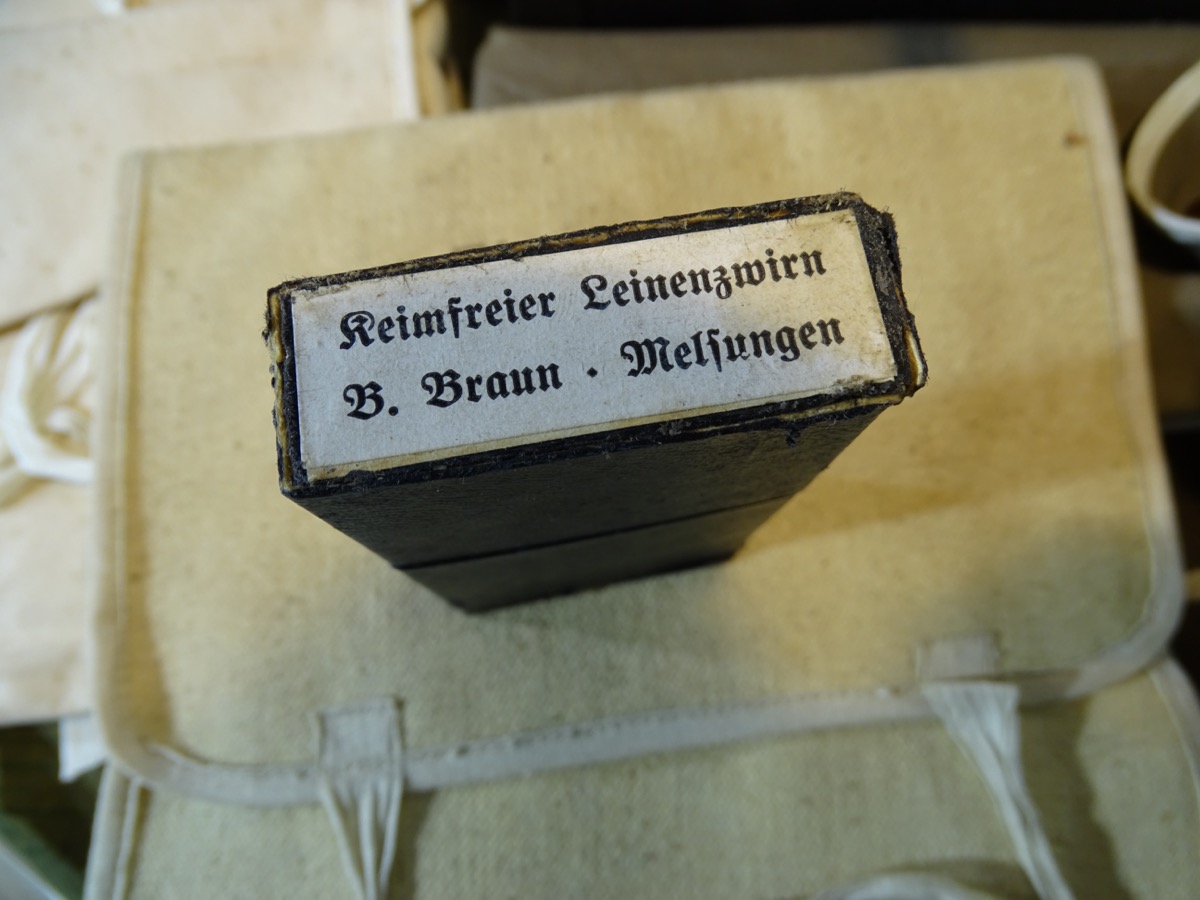 Keimfreier Leinenzwirn
B. Braun · Melsungen